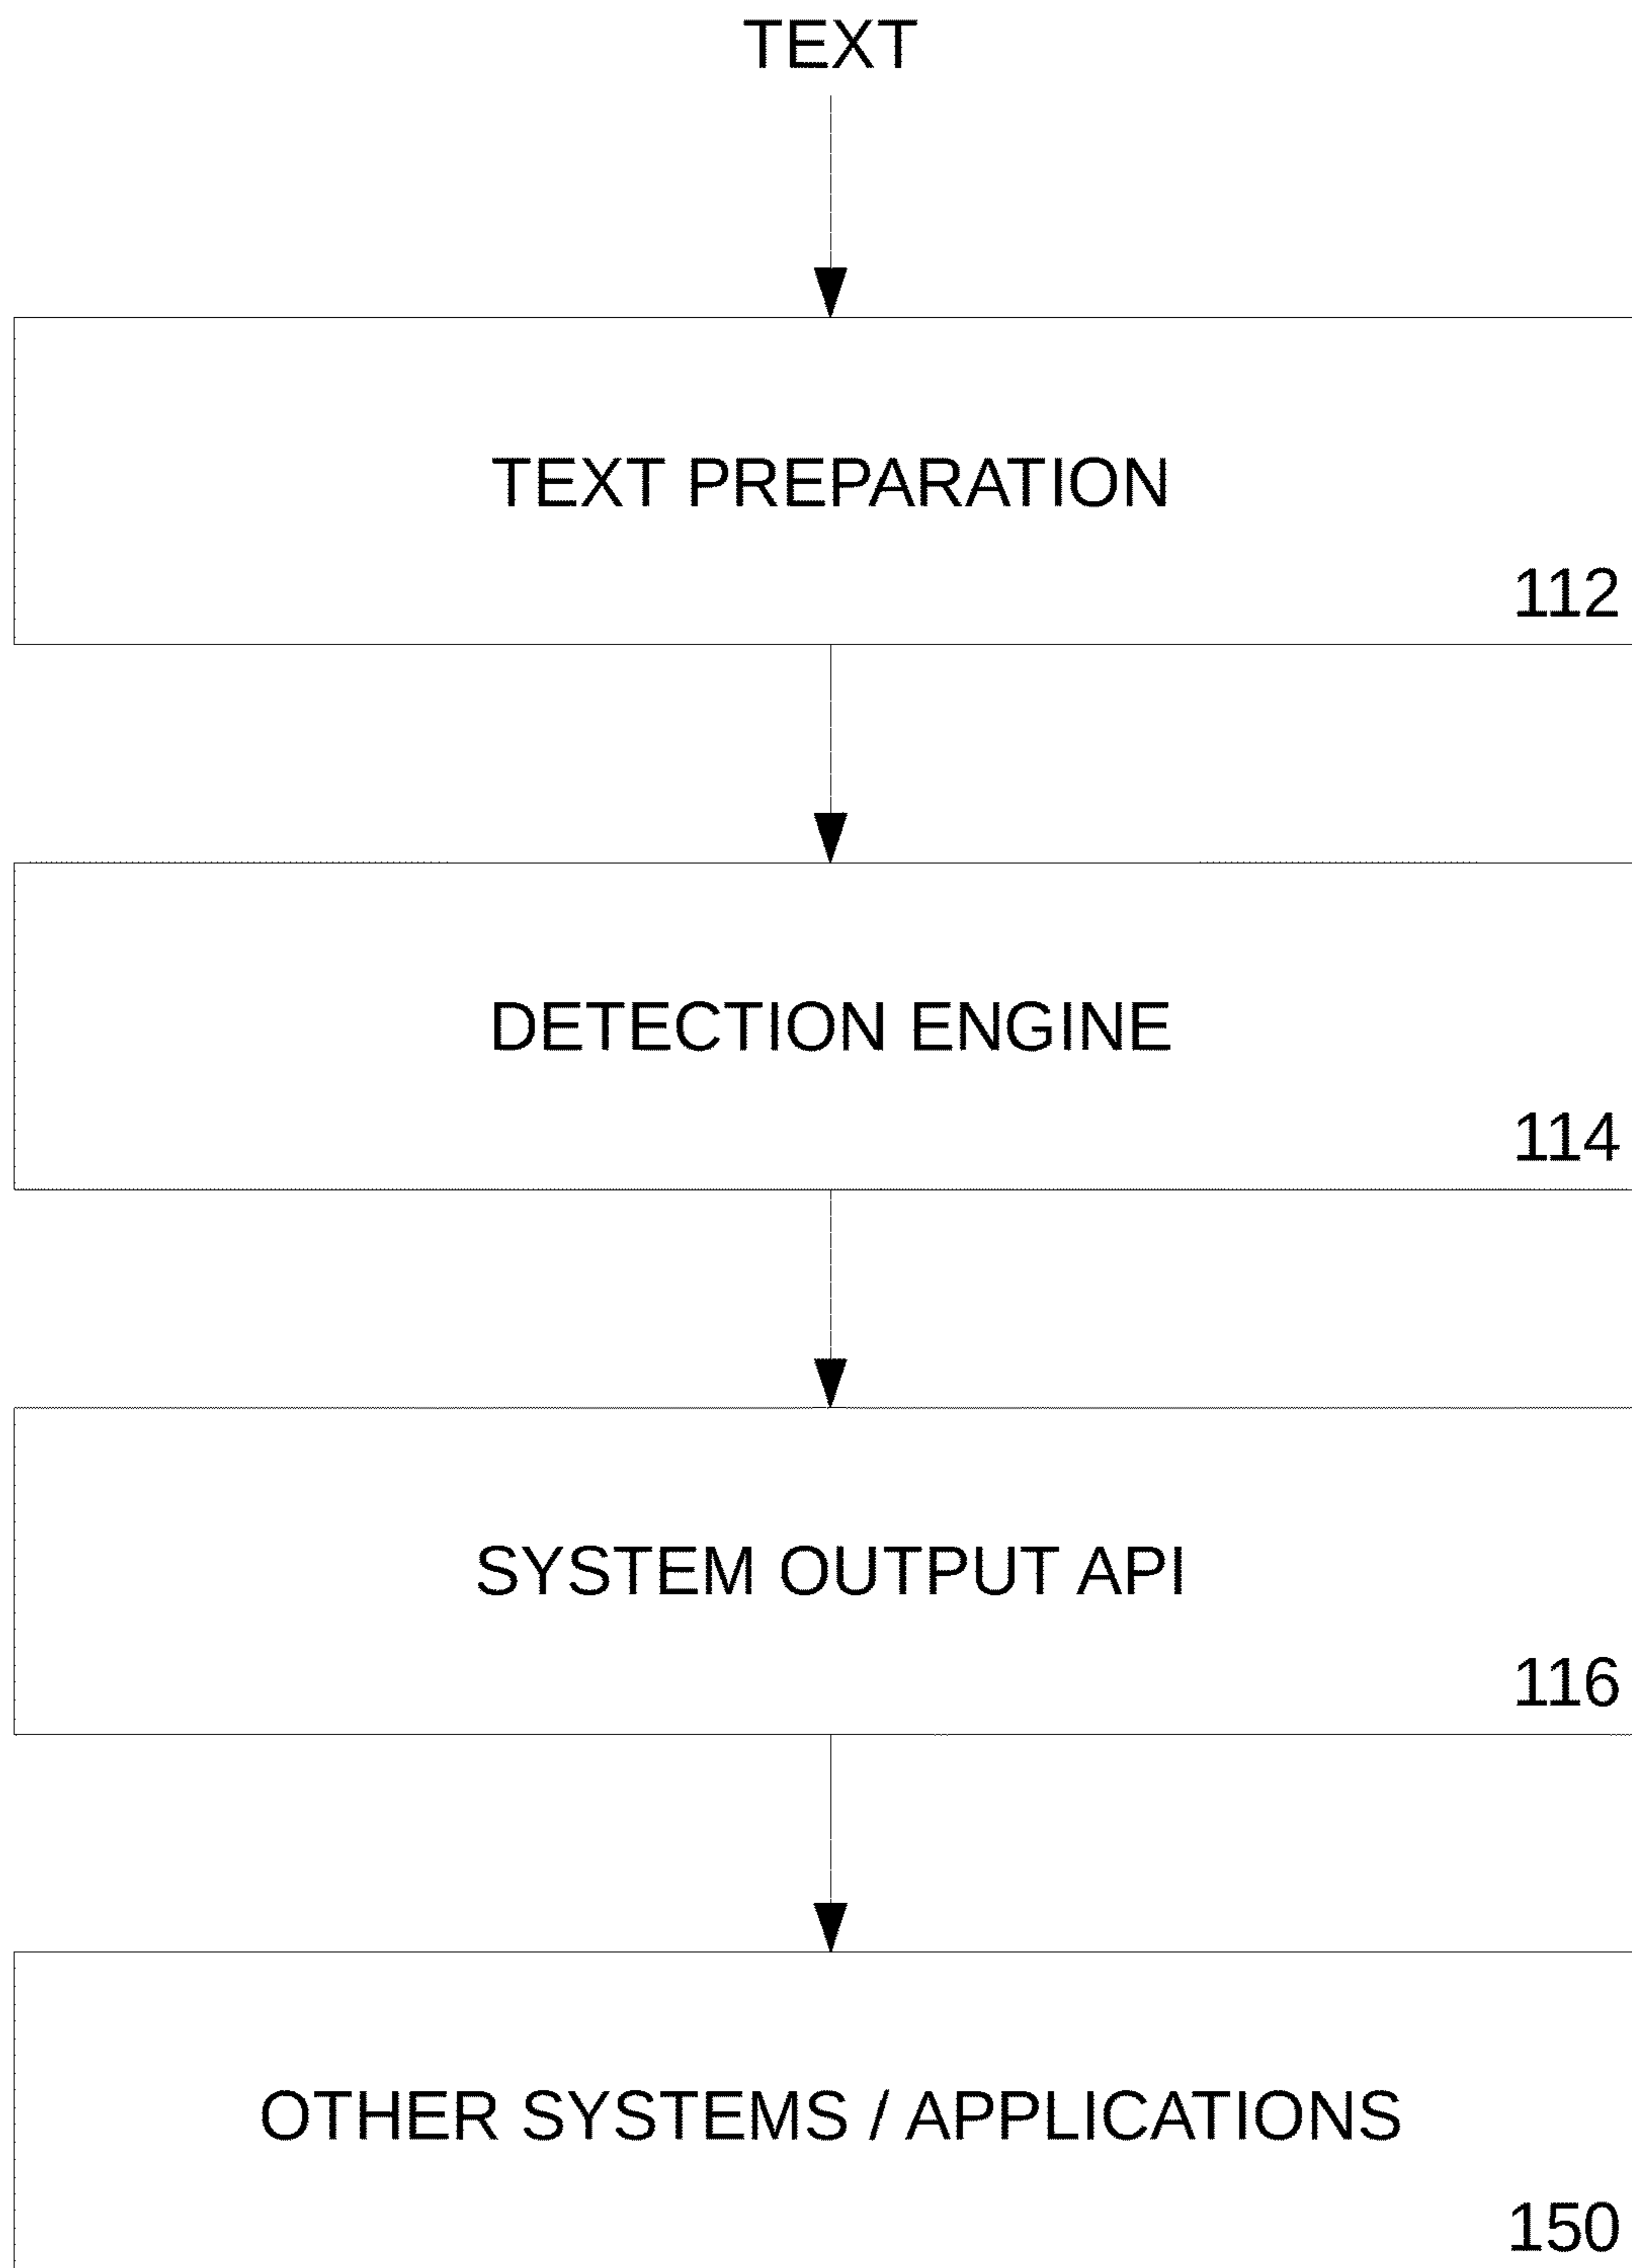 TEXT
TEXT PREPARATION
112
DETECTION ENGINE
114
SYSTEM OUTPUT API
116
OTHER SYSTEMS / APPLICATIONS
150